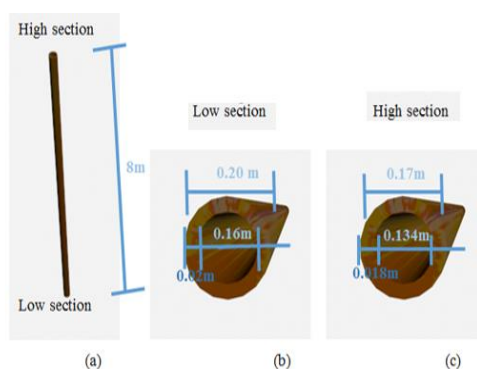 High section
8m
Low section
(a)
Low section
0.20 m
0.16m
0.02m
(b)
High section
0.17m
0.134m
0.018m
(c)